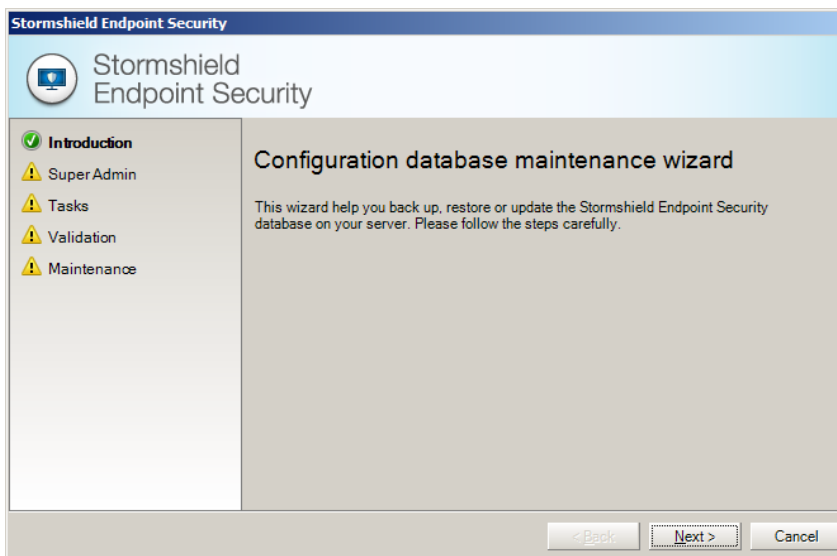 Stormshield Endpoint Security
Stormshield
Endpoint Security
Introduction
Super Admin
Tasks
Validation
Maintenance
Configuration database maintenance wizard
This wizard help you back up, restore or update the Stormshield Endpoint Security
database on your server. Please follow the steps carefully.
< Back
Next >
Cancel